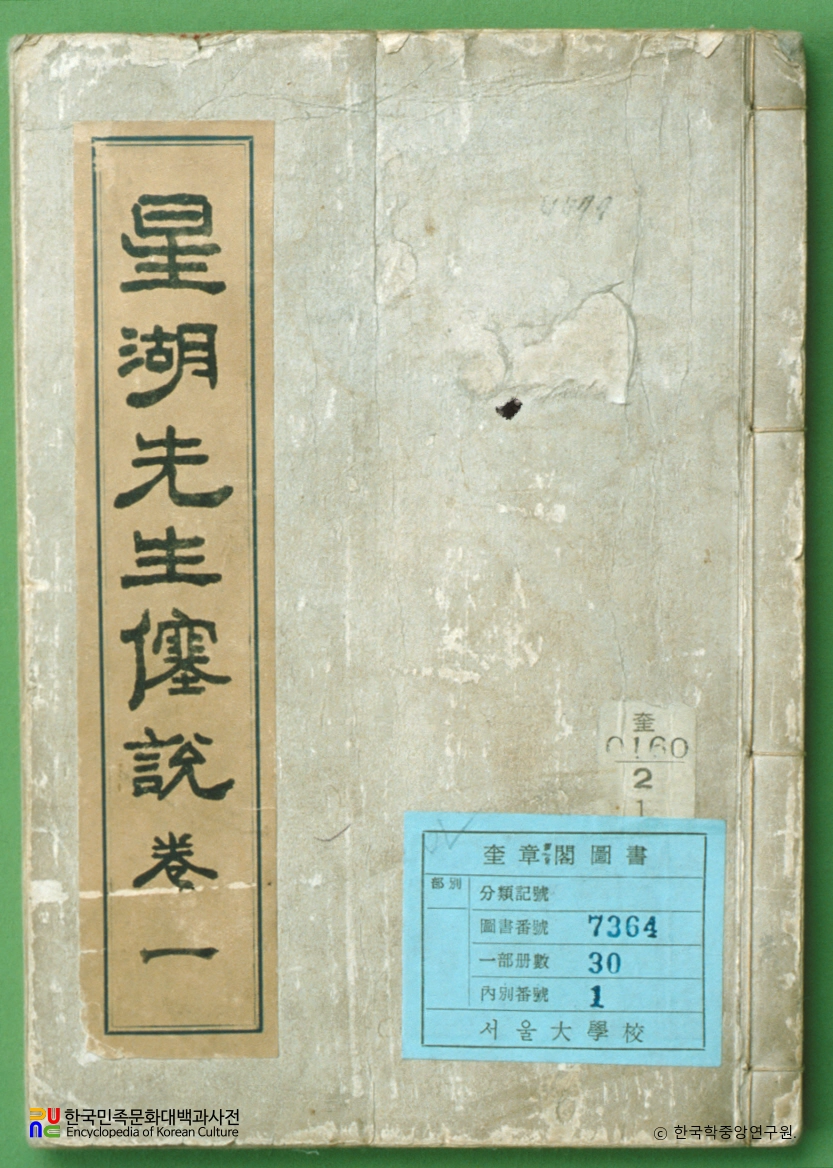 星湖先生僿說 卷一
奎
0160
2
1
奎章閣圖書
部別
分類記號
圖書番號 7364
一部册數 30
內別番號 1
서울大學校
한국민족문화대백과사전
Encyclopedia of Korean Culture
© 한국학중앙연구원